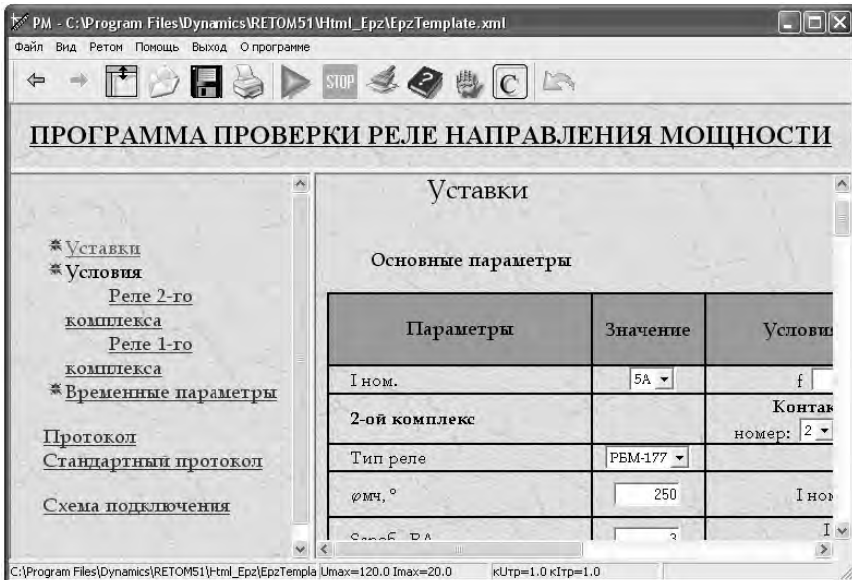 PM - C:\Program Files\Dynamics\RETOM51\Html_Epz\EpzTemplate.xml
Файл Вид Ретом Помощь Выход О программе
STOP C
ПРОГРАММА ПРОВЕРКИ РЕЛЕ НАПРАВЛЕНИЯ МОЩНОСТИ
Уставки
Условия
Реле 2-го
комплекса
Реле 1-го
комплекса
Временные параметры
Протокол
Стандартный протокол
Схема подключения
Уставки
Основные параметры
Параметры Значение Условия
I ном. 5А f
2-ой комплекс Контак
номер: 2
Тип реле РБМ-177
φмч, ° 250 I ном
3 I
C:\Program Files\Dynamics\RETOM51\Html_Epz\EpzTempla Umax=120.0 Imax=20.0 кUтр=1.0 кIтр=1.0